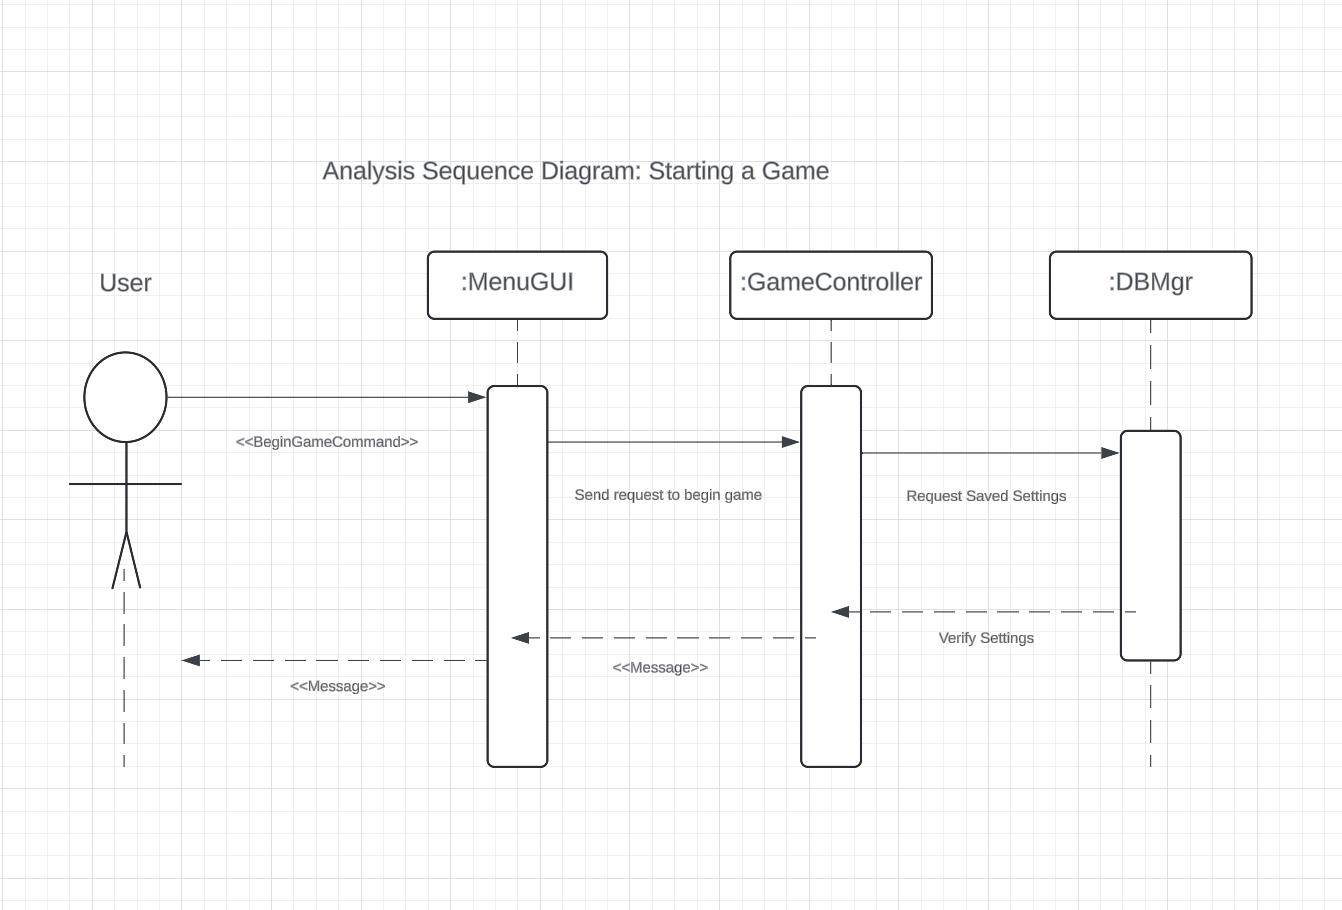 Analysis Sequence Diagram: Starting a Game
User
:MenuGUI
:GameController
:DBMgr
<<BeginGameCommand>>
Send request to begin game
Request Saved Settings
Verify Settings
<<Message>>
<<Message>>